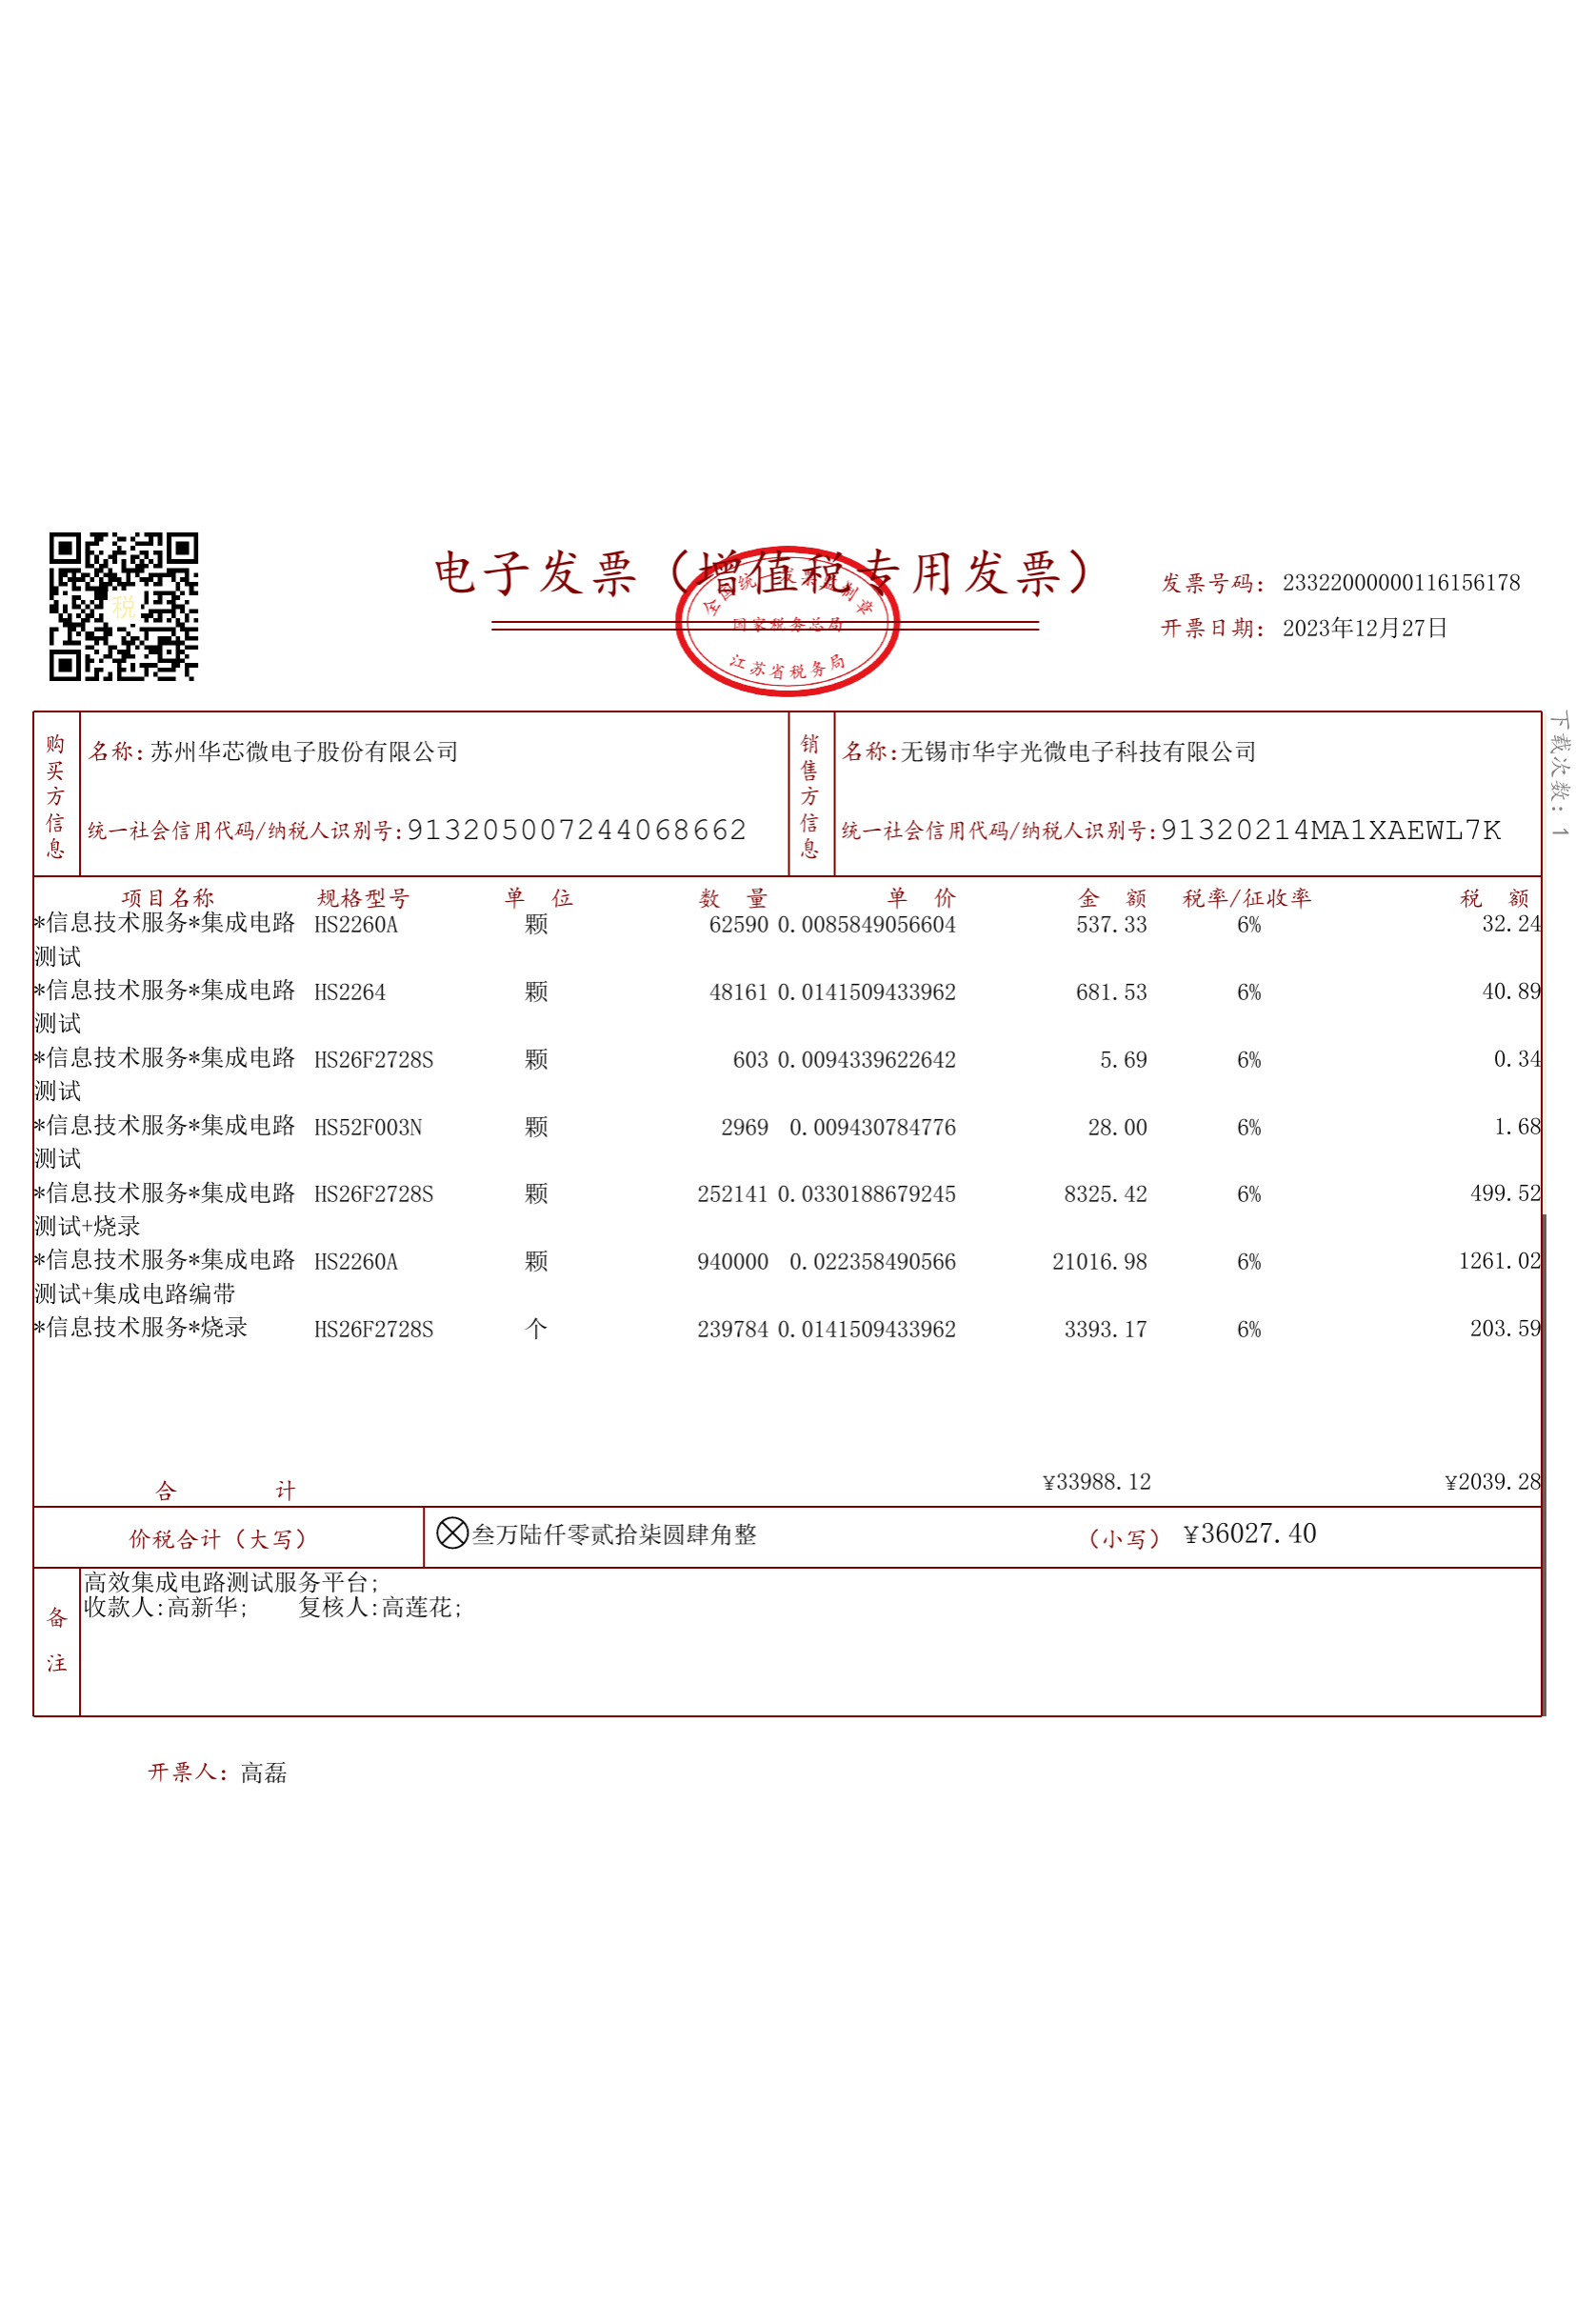 电子发票（增值税专用发票）
全国统一发票监制章
国家税务总局
江苏省税务局
税
发票号码：23322000000116156178
开票日期：2023年12月27日
下载次数：1
购买方信息
名称：苏州华芯微电子股份有限公司
统一社会信用代码/纳税人识别号:913205007244068662
销售方信息
名称:无锡市华宇光微电子科技有限公司
统一社会信用代码/纳税人识别号:91320214MA1XAEWL7K
项目名称 规格型号 单 位 数 量 单 价 金 额 税率/征收率 税 额
*信息技术服务*集成电路 HS2260A 颗 62590 0.0085849056604 537.33 6% 32.24
测试
*信息技术服务*集成电路 HS2264 颗 48161 0.0141509433962 681.53 6% 40.89
测试
*信息技术服务*集成电路 HS26F2728S 颗 603 0.0094339622642 5.69 6% 0.34
测试
*信息技术服务*集成电路 HS52F003N 颗 2969 0.009430784776 28.00 6% 1.68
测试
*信息技术服务*集成电路 HS26F2728S 颗 252141 0.0330188679245 8325.42 6% 499.52
测试+烧录
*信息技术服务*集成电路 HS2260A 颗 940000 0.022358490566 21016.98 6% 1261.02
测试+集成电路编带
*信息技术服务*烧录 HS26F2728S 个 239784 0.0141509433962 3393.17 6% 203.59
合 计 ¥33988.12 ¥2039.28
价税合计（大写） 叁万陆仟零贰拾柒圆肆角整 （小写） ¥36027.40
备注
高效集成电路测试服务平台;
收款人:高新华; 复核人:高莲花;
开票人：高磊